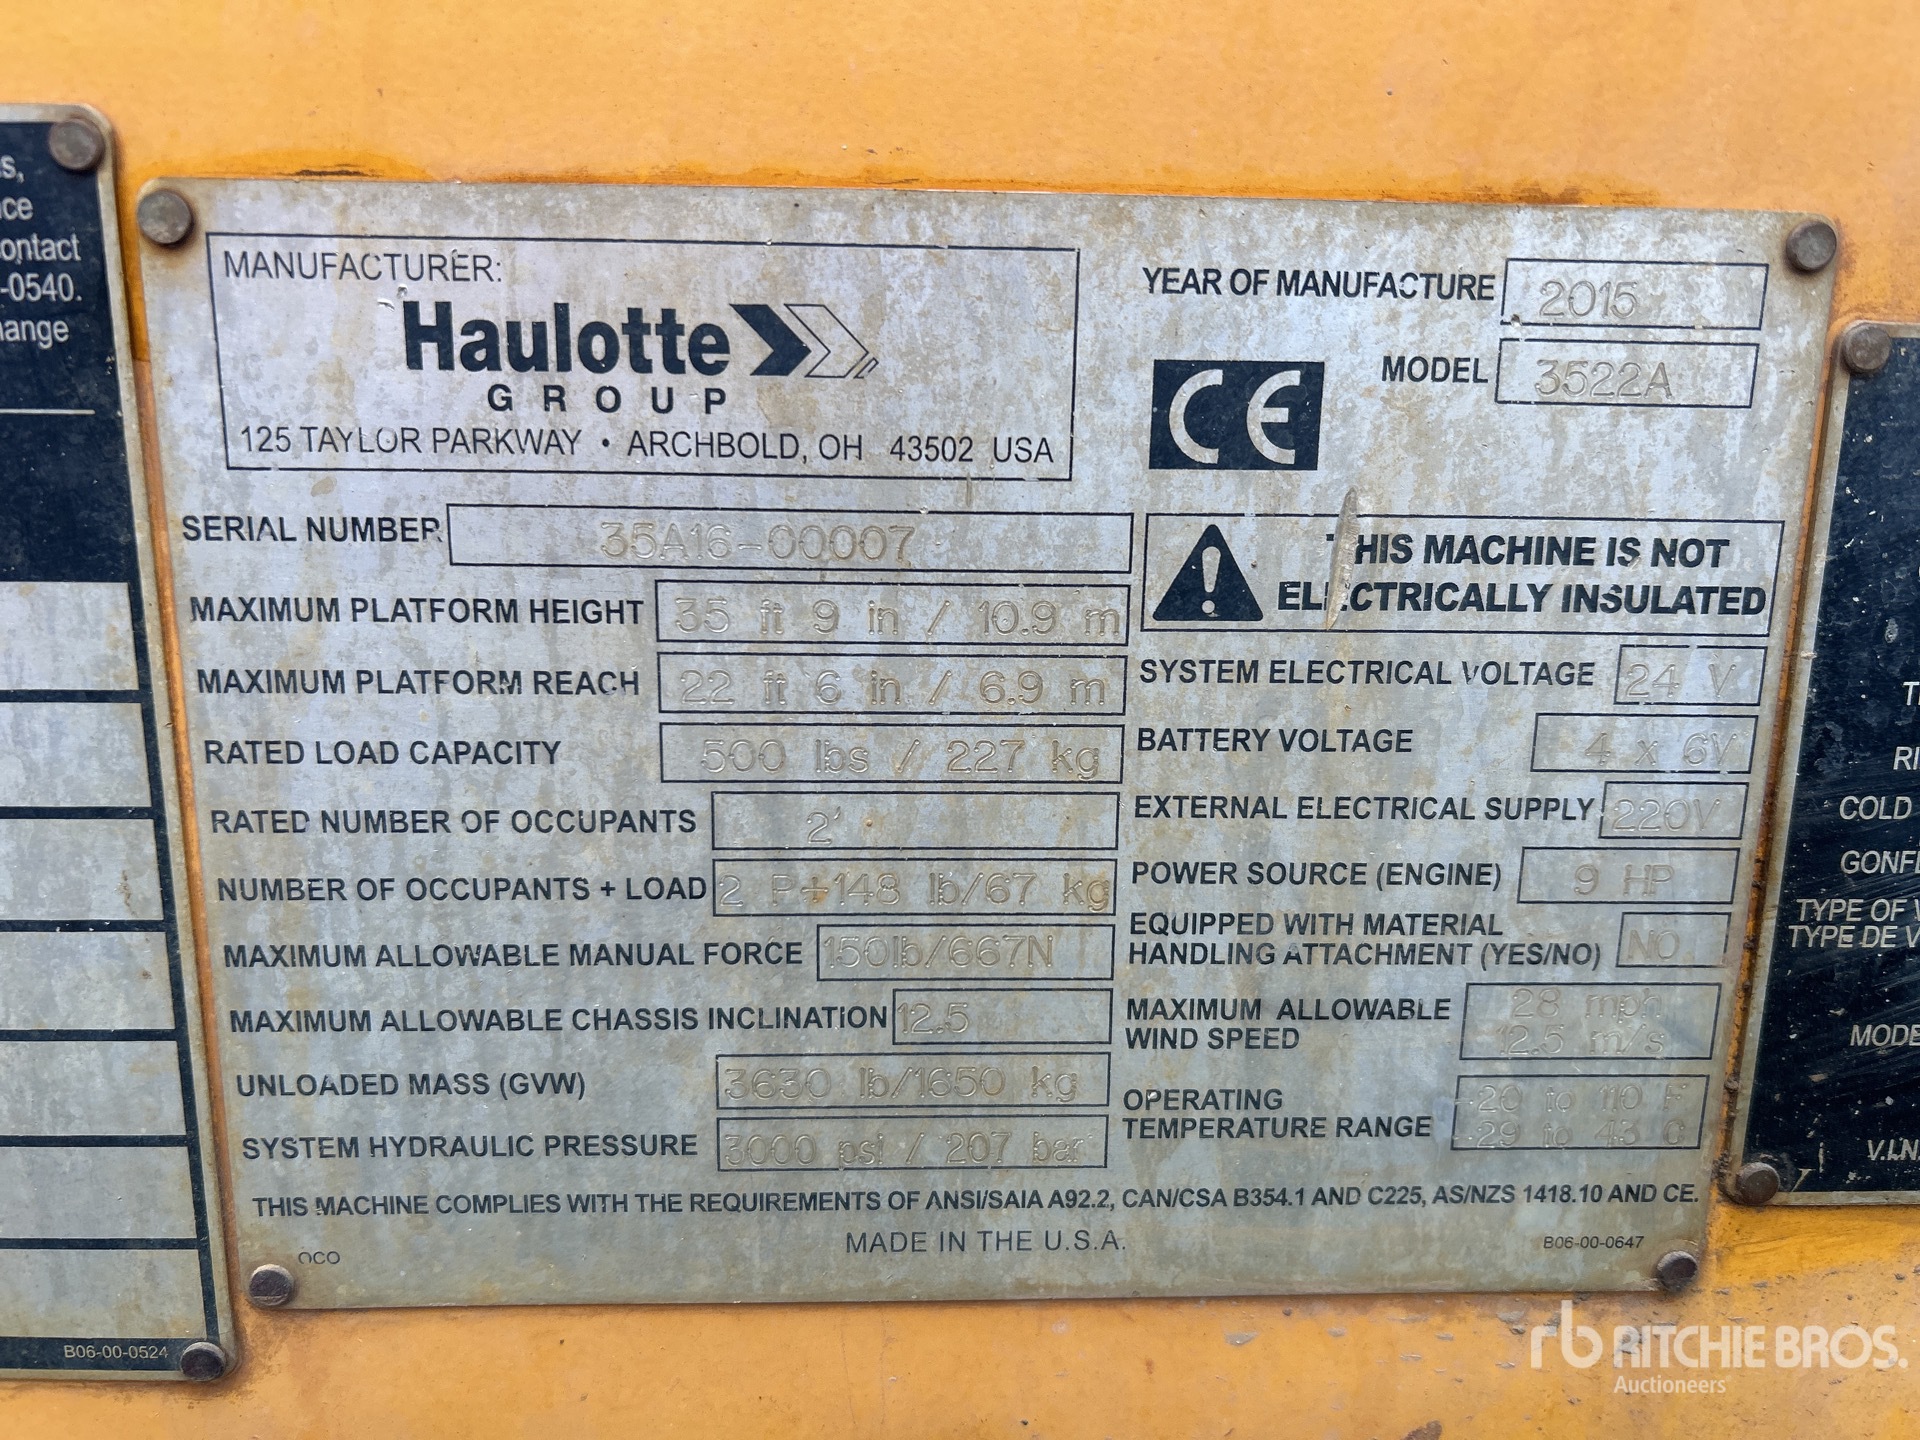 s,
ce
ontact
-0540.
ange
B06-00-0524
MANUFACTURER:
Haulotte
GROUP
125 TAYLOR PARKWAY • ARCHBOLD, OH 43502 USA
YEAR OF MANUFACTURE 2015
MODEL 3522A
CE
SERIAL NUMBER 35A16-00007
THIS MACHINE IS NOT
ELECTRICALLY INSULATED
MAXIMUM PLATFORM HEIGHT 35 ft 9 in / 10.9 m
MAXIMUM PLATFORM REACH 22 ft 6 in / 6.9 m
RATED LOAD CAPACITY 500 lbs / 227 kg
RATED NUMBER OF OCCUPANTS 2'
NUMBER OF OCCUPANTS + LOAD 2 P+148 lb/67 kg
MAXIMUM ALLOWABLE MANUAL FORCE 150lb/667N
MAXIMUM ALLOWABLE CHASSIS INCLINATION 12.5
UNLOADED MASS (GVW) 3630 lb/1650 kg
SYSTEM HYDRAULIC PRESSURE 3000 psi / 207 bar
SYSTEM ELECTRICAL VOLTAGE 24 V
BATTERY VOLTAGE 4 x 6V
EXTERNAL ELECTRICAL SUPPLY 220V
POWER SOURCE (ENGINE) 9 HP
EQUIPPED WITH MATERIAL
HANDLING ATTACHMENT (YES/NO) NO
MAXIMUM ALLOWABLE 28 mph
WIND SPEED 12.5 m/s
OPERATING -20 to 110 F
TEMPERATURE RANGE -29 to 43 C
THIS MACHINE COMPLIES WITH THE REQUIREMENTS OF ANSI/SAIA A92.2, CAN/CSA B354.1 AND C225, AS/NZS 1418.10 AND CE.
MADE IN THE U.S.A.
OCO
B06-00-0647
T
RI
COLD
GONF
TYPE OF
TYPE DE V
MODE
V.I.N.
rb RITCHIE BROS.
Auctioneers